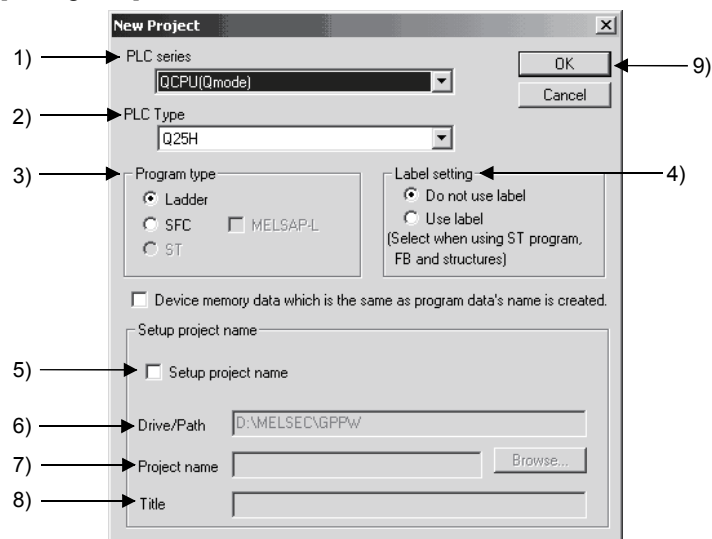 New Project
1) PLC series
QCPU(Qmode)
OK 9)
Cancel
2) PLC Type
Q25H
3) Program type
Ladder
SFC MELSAP-L
ST
Label setting 4)
Do not use label
Use label
(Select when using ST program,
FB and structures)
Device memory data which is the same as program data's name is created.
Setup project name
5) Setup project name
6) Drive/Path D:\MELSEC\GPPW
7) Project name Browse...
8) Title